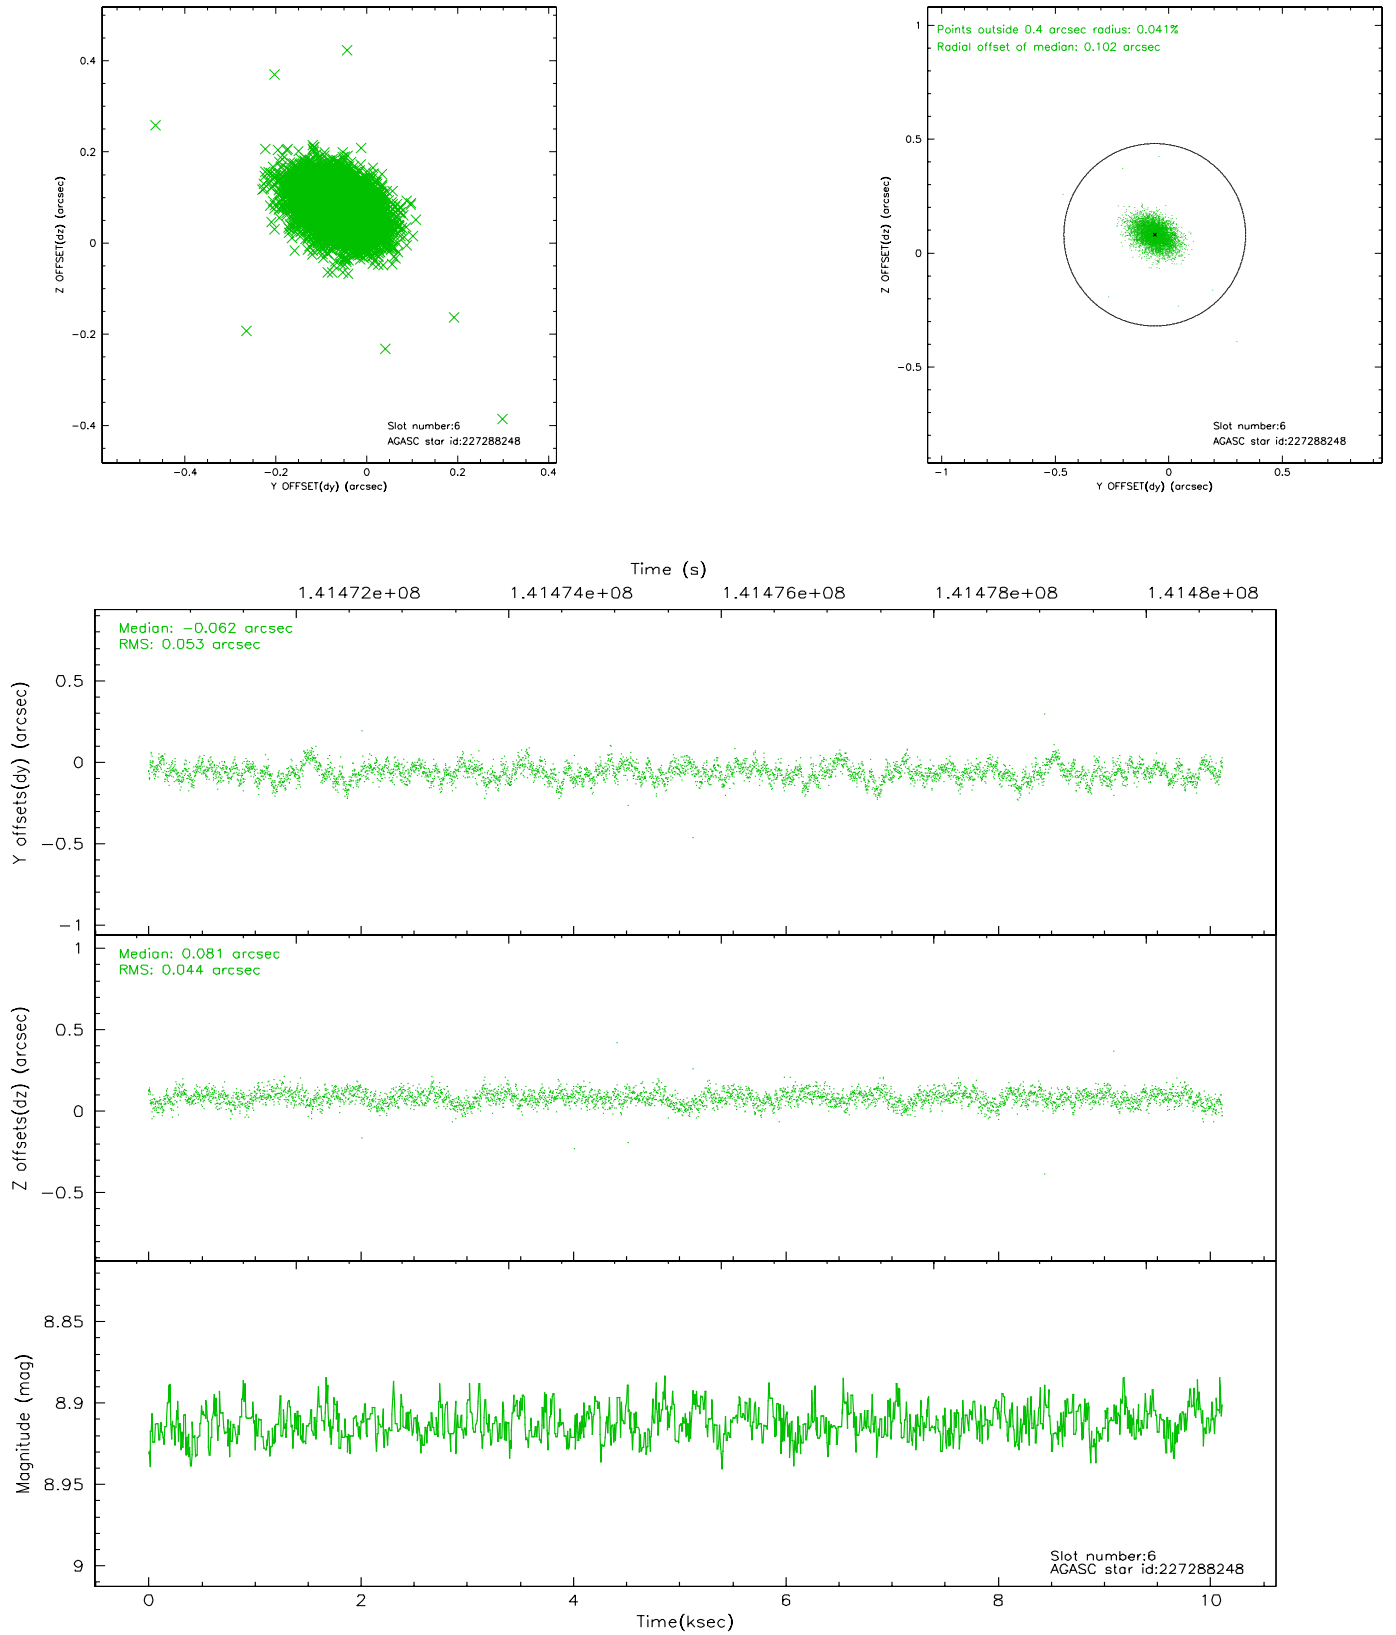 0.4
0.2
0
−0.2
−0.4
Z OFFSET(dz) (arcsec)
Slot number:6
AGASC star id:227288248
−0.4 −0.2 0 0.2 0.4
Y OFFSET(dy) (arcsec)
Points outside 0.4 arcsec radius: 0.041%
Radial offset of median: 0.102 arcsec
1
0.5
0
−0.5
Z OFFSET(dz) (arcsec)
Slot number:6
AGASC star id:227288248
−1 −0.5 0 0.5
Y OFFSET(dy) (arcsec)
Time (s)
1.41472e+08 1.41474e+08 1.41476e+08 1.41478e+08 1.4148e+08
Median: −0.062 arcsec
RMS: 0.053 arcsec
0.5
0
−0.5
−1
Y offsets(dy) (arcsec)
Median: 0.081 arcsec
RMS: 0.044 arcsec
1
0.5
0
−0.5
Z offsets(dz) (arcsec)
8.85
8.9
8.95
9
Magnitude (mag)
Slot number:6
AGASC star id:227288248
0 2 4 6 8 10
Time(ksec)